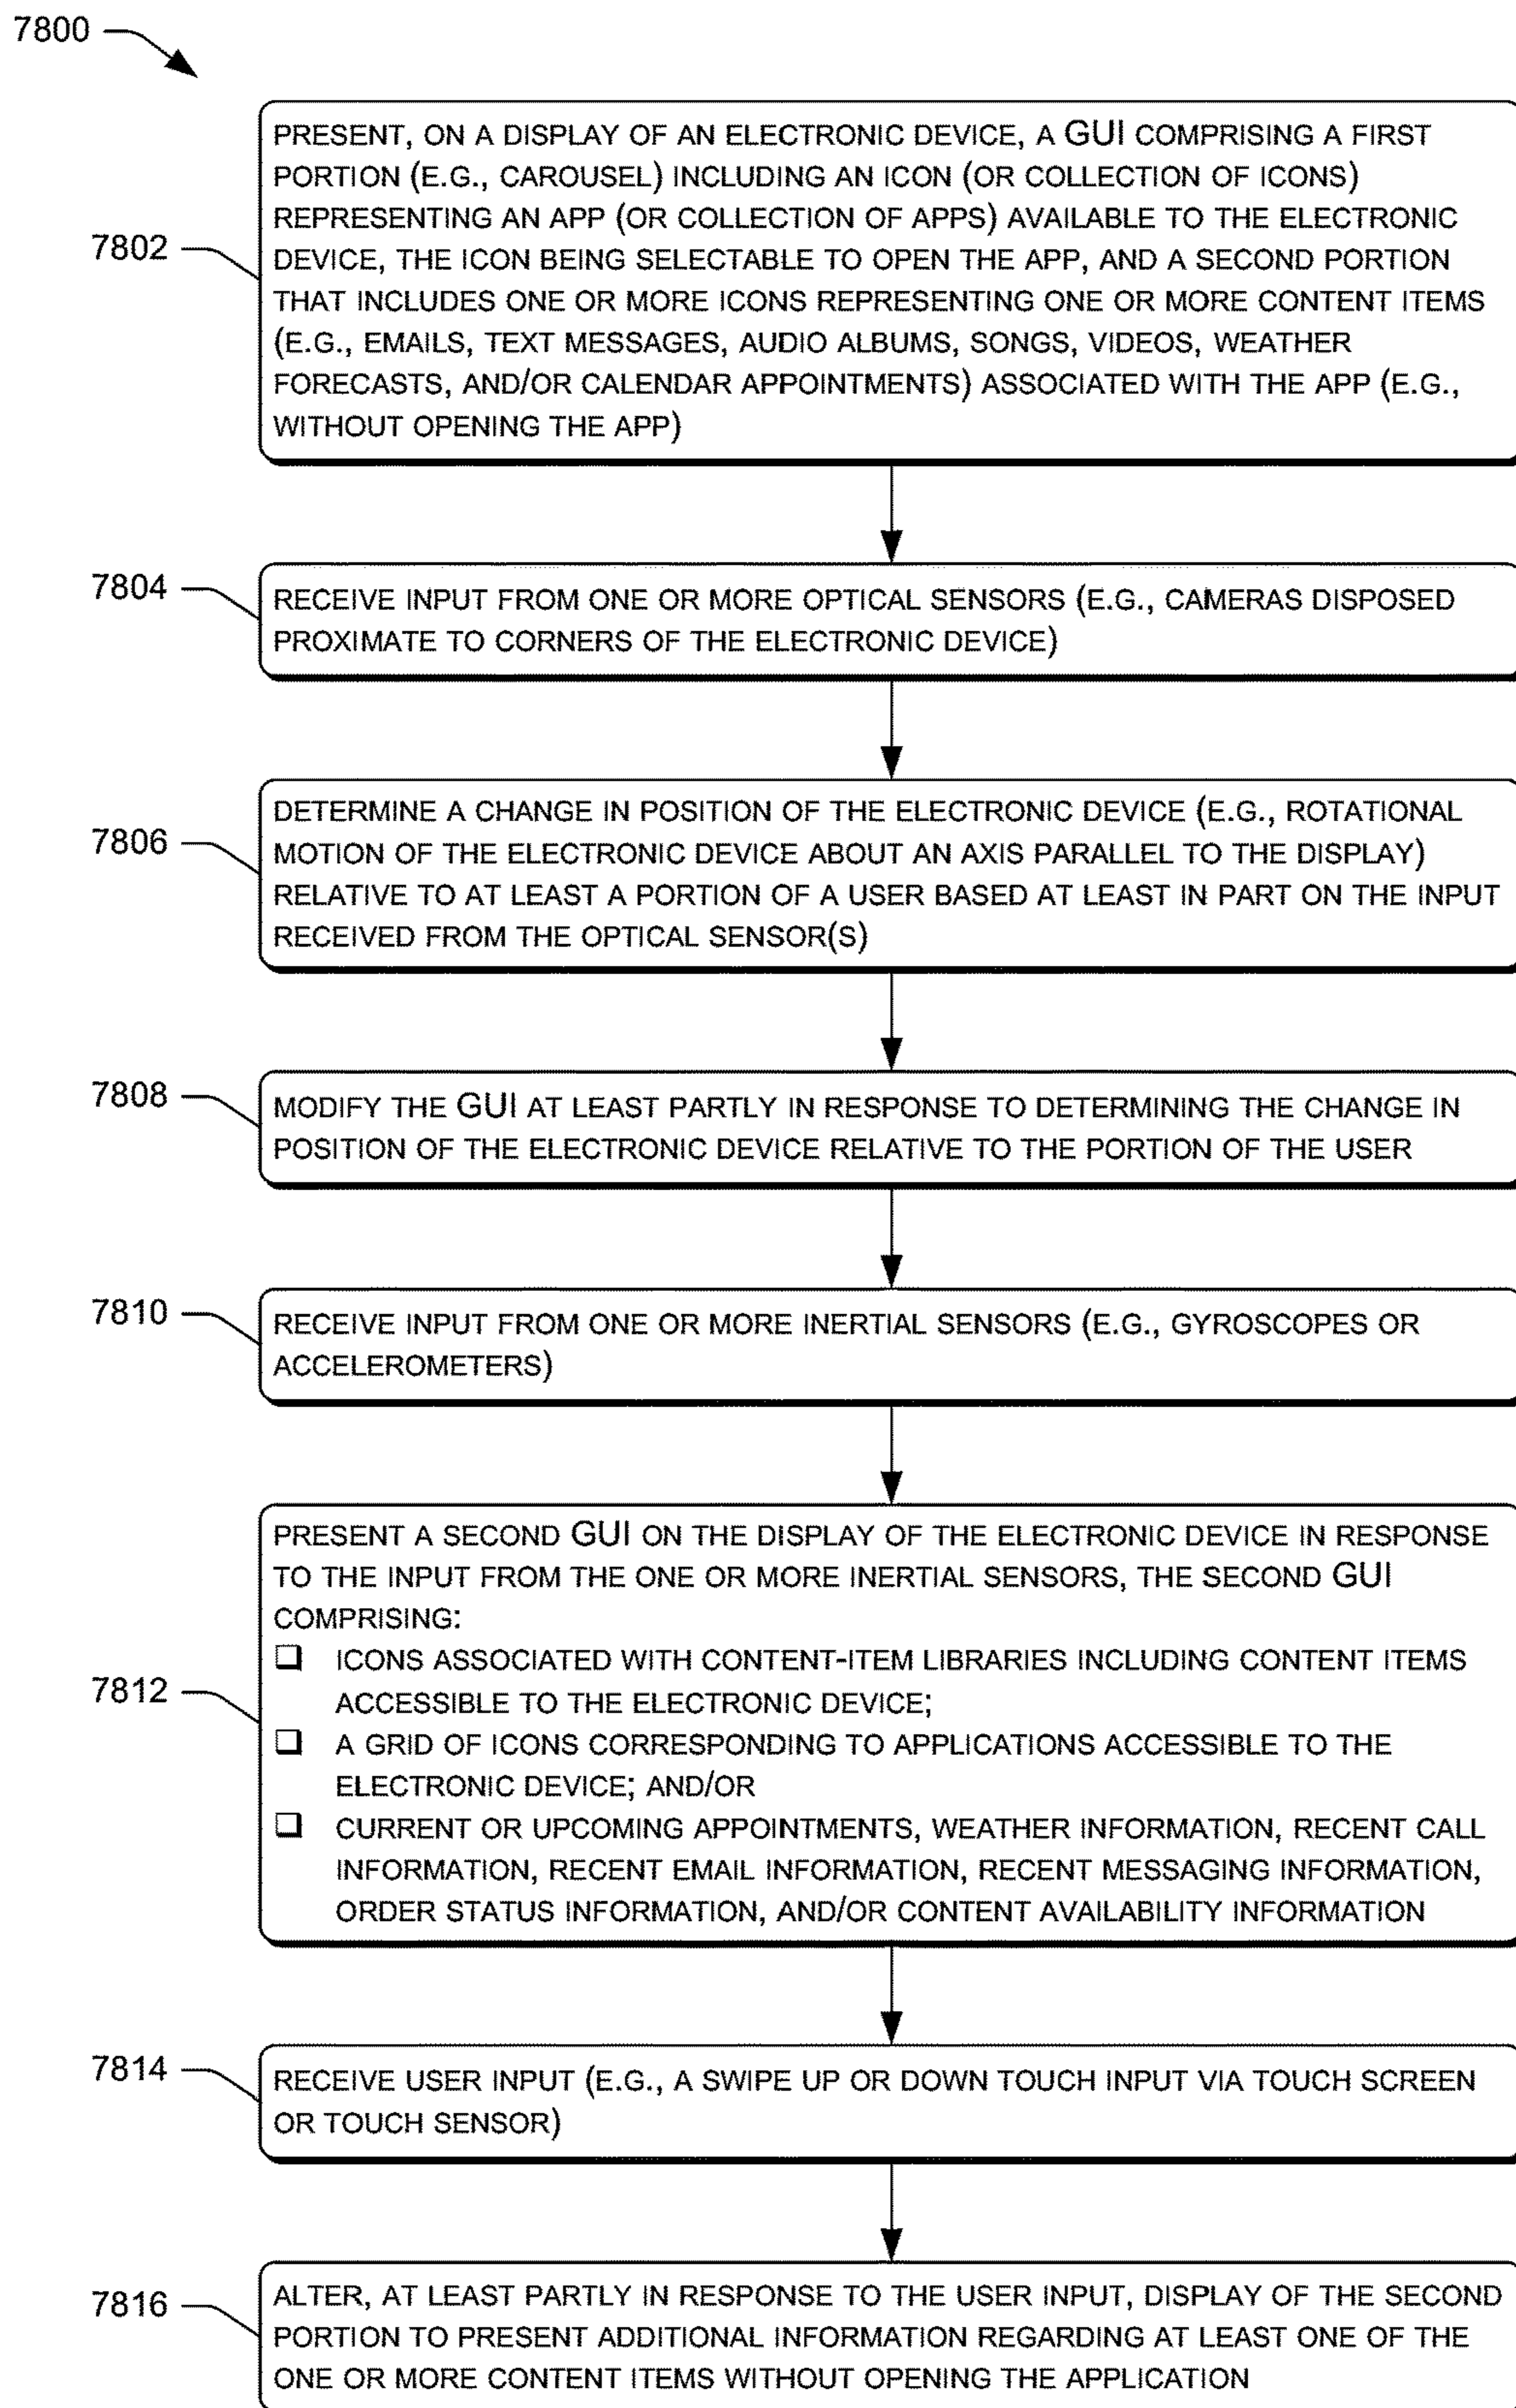 7800
PRESENT, ON A DISPLAY OF AN ELECTRONIC DEVICE, A GUI COMPRISING A FIRST
PORTION (E.G., CAROUSEL) INCLUDING AN ICON (OR COLLECTION OF ICONS)
REPRESENTING AN APP (OR COLLECTION OF APPS) AVAILABLE TO THE ELECTRONIC
7802
DEVICE, THE ICON BEING SELECTABLE TO OPEN THE APP, AND A SECOND PORTION
THAT INCLUDES ONE OR MORE ICONS REPRESENTING ONE OR MORE CONTENT ITEMS
(E.G., EMAILS, TEXT MESSAGES, AUDIO ALBUMS, SONGS, VIDEOS, WEATHER
FORECASTS, AND/OR CALENDAR APPOINTMENTS) ASSOCIATED WITH THE APP (E.G.,
WITHOUT OPENING THE APP)
7804
RECEIVE INPUT FROM ONE OR MORE OPTICAL SENSORS (E.G., CAMERAS DISPOSED
PROXIMATE TO CORNERS OF THE ELECTRONIC DEVICE)
7806
DETERMINE A CHANGE IN POSITION OF THE ELECTRONIC DEVICE (E.G., ROTATIONAL
MOTION OF THE ELECTRONIC DEVICE ABOUT AN AXIS PARALLEL TO THE DISPLAY)
RELATIVE TO AT LEAST A PORTION OF A USER BASED AT LEAST IN PART ON THE INPUT
RECEIVED FROM THE OPTICAL SENSOR(S)
7808
MODIFY THE GUI AT LEAST PARTLY IN RESPONSE TO DETERMINING THE CHANGE IN
POSITION OF THE ELECTRONIC DEVICE RELATIVE TO THE PORTION OF THE USER
7810
RECEIVE INPUT FROM ONE OR MORE INERTIAL SENSORS (E.G., GYROSCOPES OR
ACCELEROMETERS)
7812
PRESENT A SECOND GUI ON THE DISPLAY OF THE ELECTRONIC DEVICE IN RESPONSE
TO THE INPUT FROM THE ONE OR MORE INERTIAL SENSORS, THE SECOND GUI
COMPRISING:
❑ ICONS ASSOCIATED WITH CONTENT-ITEM LIBRARIES INCLUDING CONTENT ITEMS
ACCESSIBLE TO THE ELECTRONIC DEVICE;
❑ A GRID OF ICONS CORRESPONDING TO APPLICATIONS ACCESSIBLE TO THE
ELECTRONIC DEVICE; AND/OR
❑ CURRENT OR UPCOMING APPOINTMENTS, WEATHER INFORMATION, RECENT CALL
INFORMATION, RECENT EMAIL INFORMATION, RECENT MESSAGING INFORMATION,
ORDER STATUS INFORMATION, AND/OR CONTENT AVAILABILITY INFORMATION
7814
RECEIVE USER INPUT (E.G., A SWIPE UP OR DOWN TOUCH INPUT VIA TOUCH SCREEN
OR TOUCH SENSOR)
7816
ALTER, AT LEAST PARTLY IN RESPONSE TO THE USER INPUT, DISPLAY OF THE SECOND
PORTION TO PRESENT ADDITIONAL INFORMATION REGARDING AT LEAST ONE OF THE
ONE OR MORE CONTENT ITEMS WITHOUT OPENING THE APPLICATION